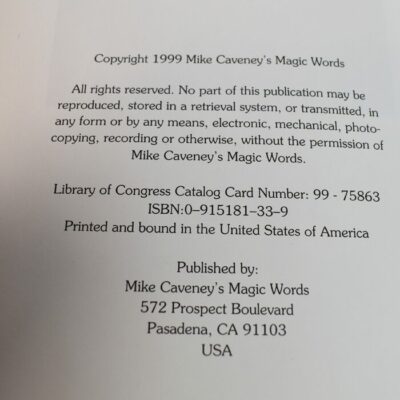 Copyright 1999 Mike Caveney's Magic Words
All rights reserved. No part of this publication may be
reproduced, stored in a retrieval system, or transmitted, in
any form or by any means, electronic, mechanical, photo-
copying, recording or otherwise, without the permission of
Mike Caveney's Magic Words.
Library of Congress Catalog Card Number: 99 - 75863
ISBN:0–915181–33–9
Printed and bound in the United States of America
Published by:
Mike Caveney's Magic Words
572 Prospect Boulevard
Pasadena, CA 91103
USA